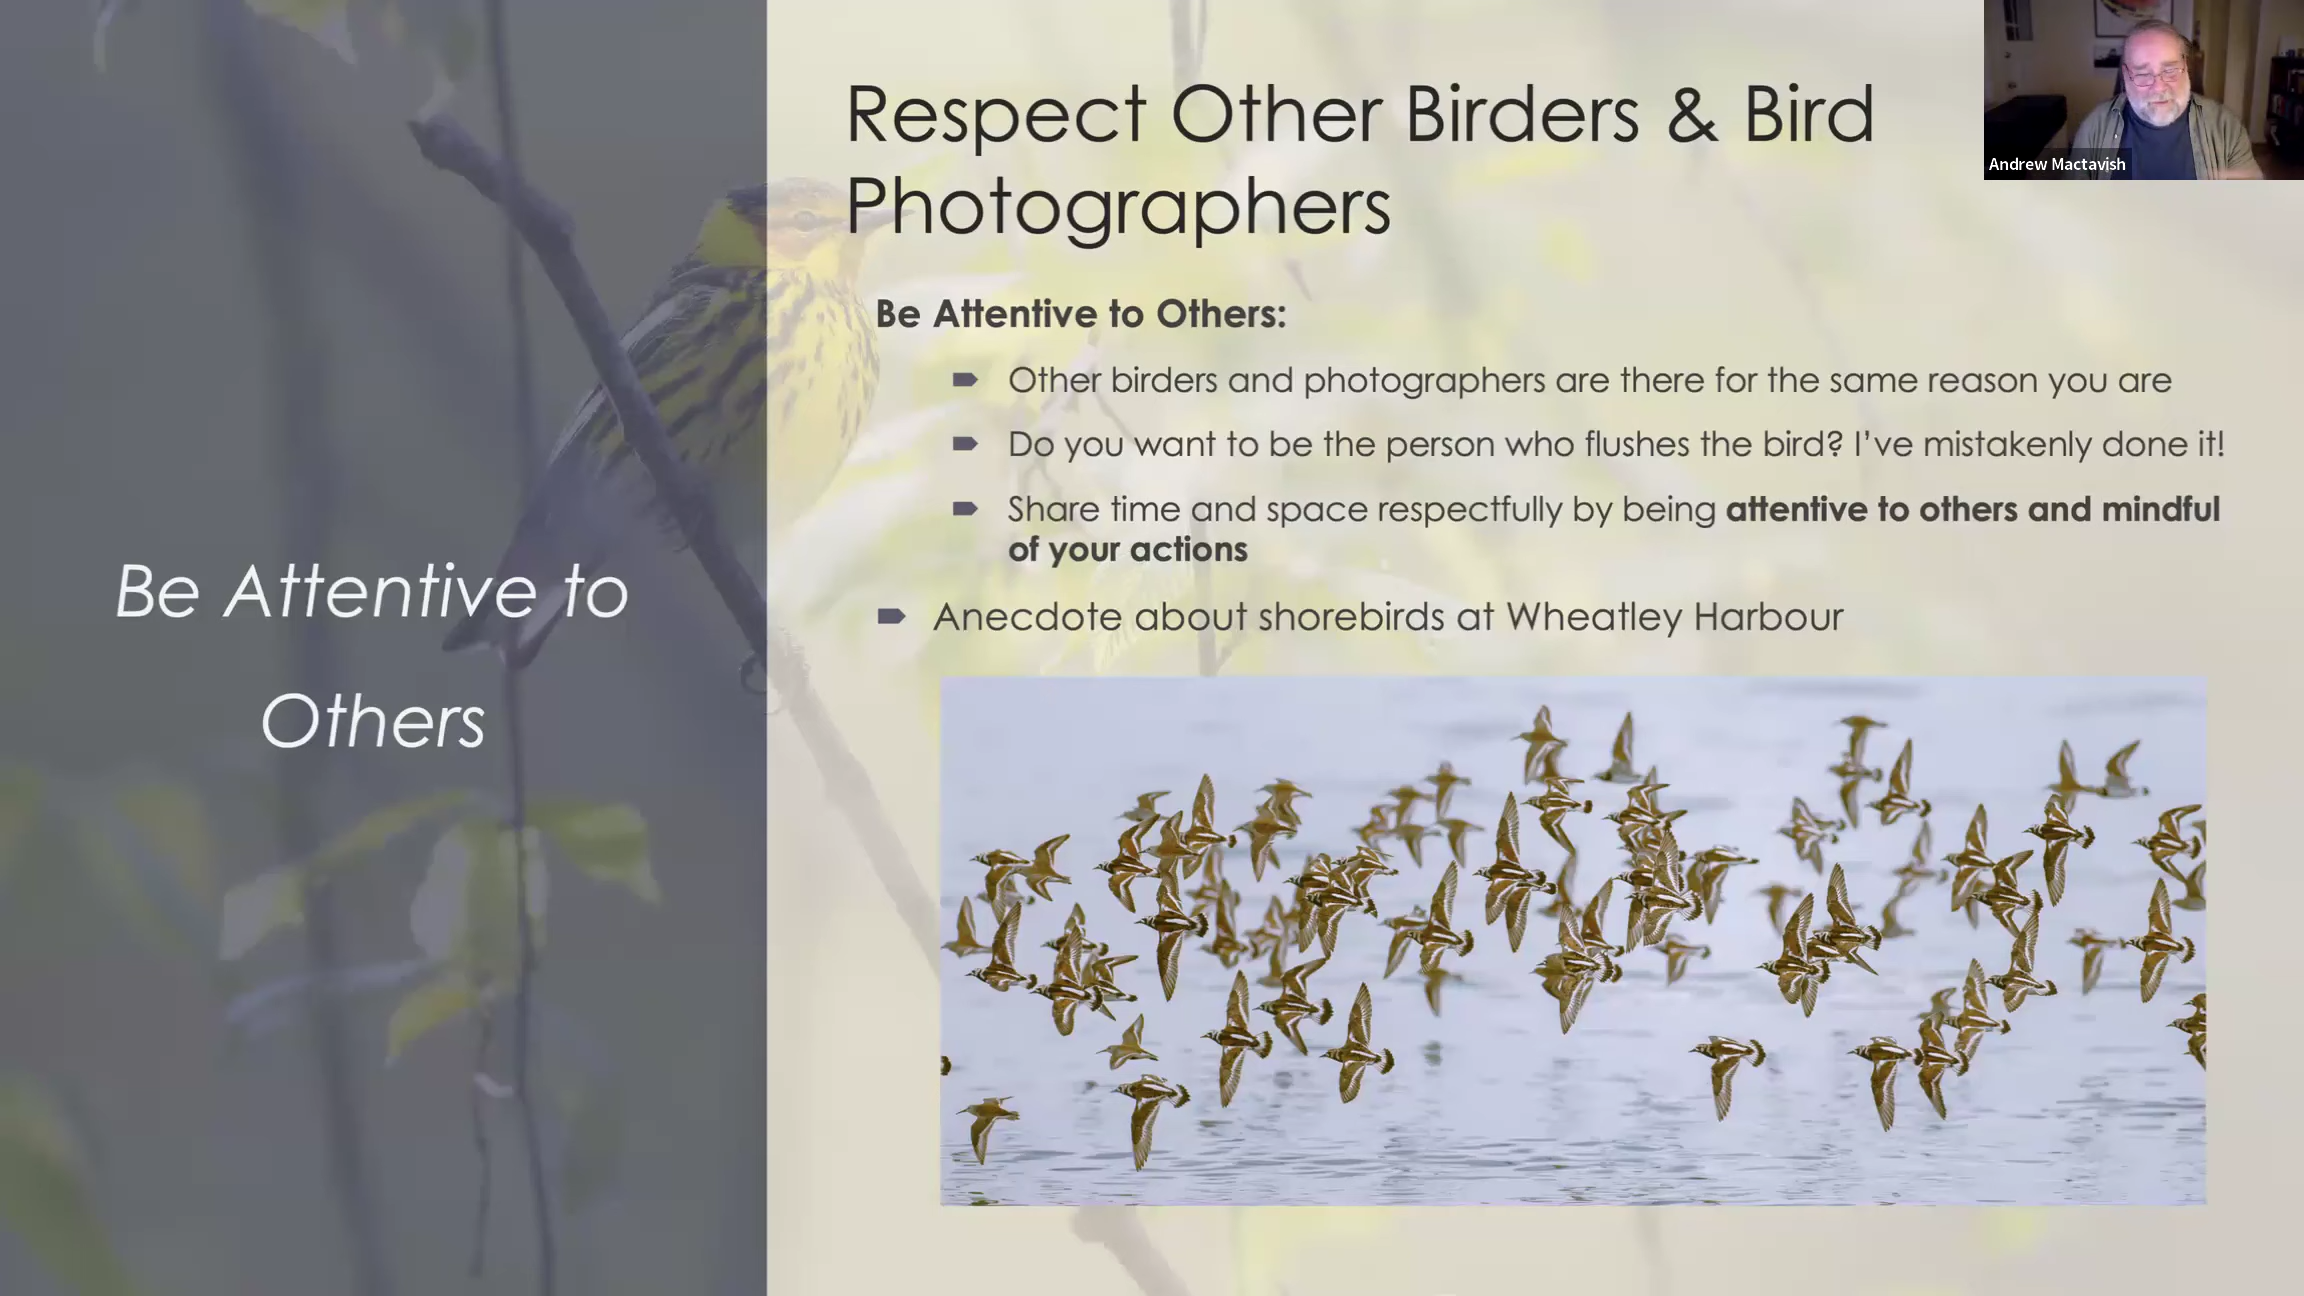 Respect Other Birders & Bird
Photographers
Andrew Mactavish
Be Attentive to Others:
Other birders and photographers are there for the same reason you are
Do you want to be the person who flushes the bird? I’ve mistakenly done it!
Share time and space respectfully by being attentive to others and mindful
of your actions
Anecdote about shorebirds at Wheatley Harbour
Be Attentive to
Others